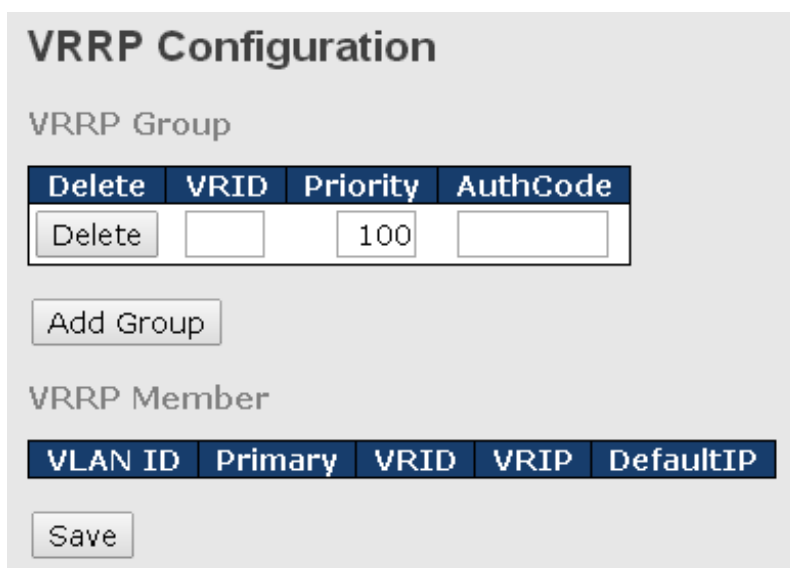 VRRP Configuration
VRRP Group
Delete VRID Priority AuthCode
Delete 100
Add Group
VRRP Member
VLAN ID Primary VRID VRIP DefaultIP
Save